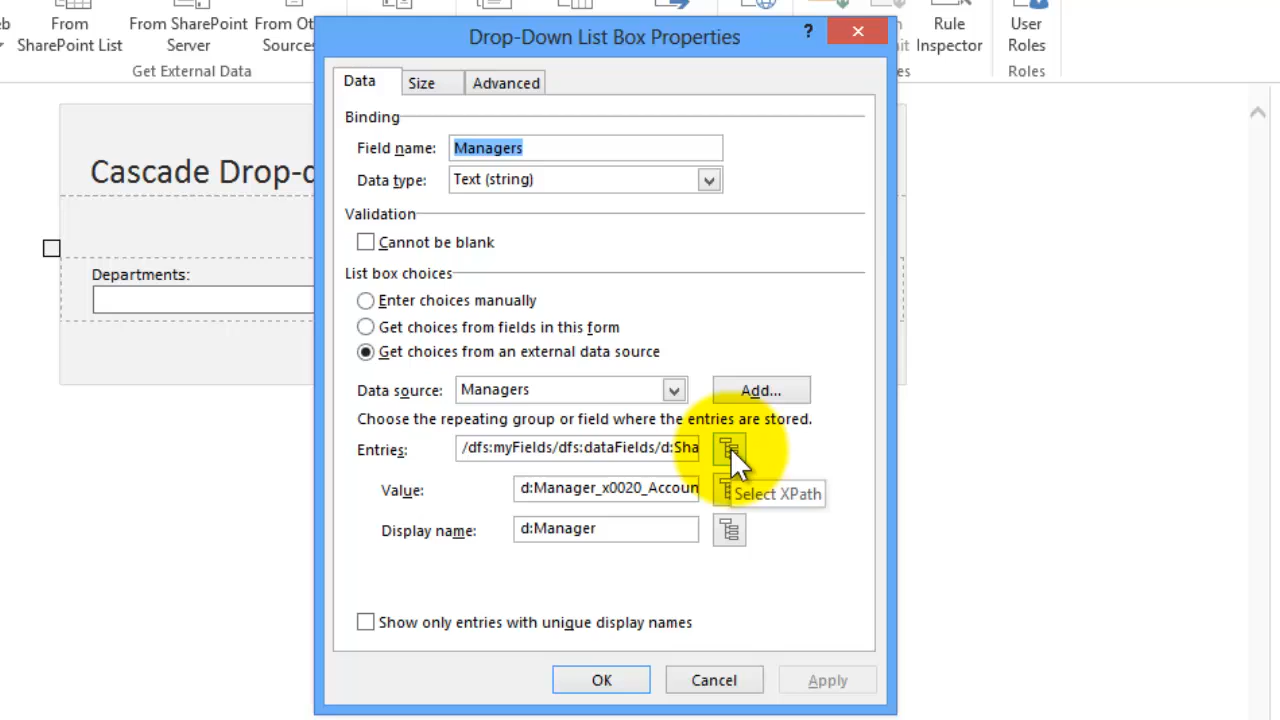 From
SharePoint List
From SharePoint
Server
From Ot
Sources
Get External Data
Rule
Inspector
User
Roles
Roles
Drop-Down List Box Properties
?
Data
Size
Advanced
Cascade Drop-d
Departments:
Binding
Field name:
Managers
Data type:
Text (string)
Validation
Cannot be blank
List box choices
Enter choices manually
Get choices from fields in this form
Get choices from an external data source
Data source:
Managers
Add...
Choose the repeating group or field where the entries are stored.
Entries:
/dfs:myFields/dfs:dataFields/d:Sha
Value:
d:Manager_x0020_Accoun
Select XPath
Display name:
d:Manager
Show only entries with unique display names
OK
Cancel
Apply